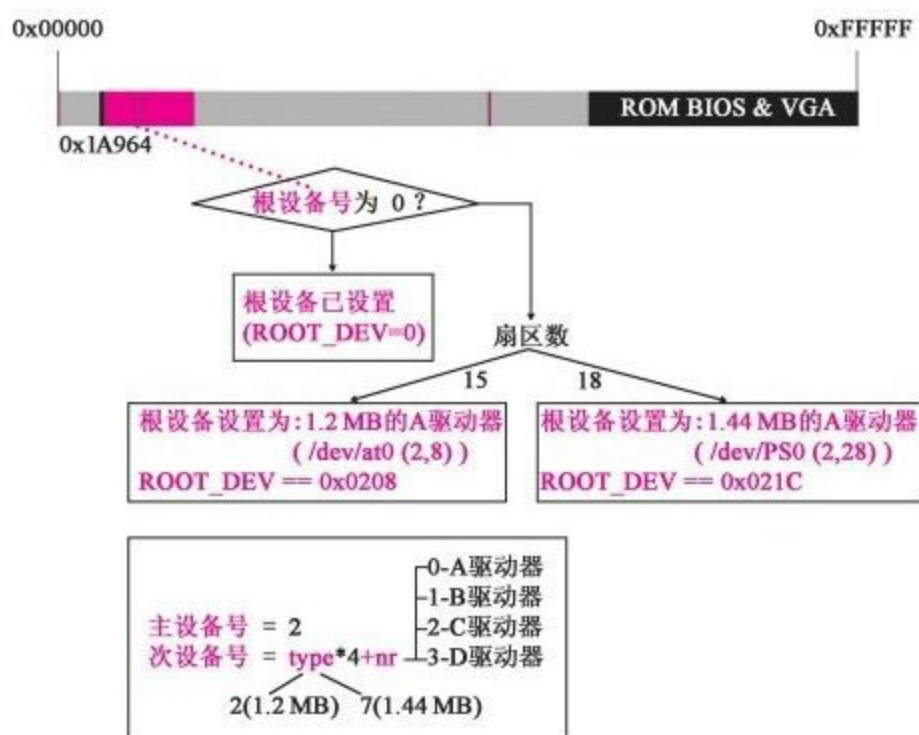 0x00000
0xFFFFF
ROM BIOS & VGA
0x1A964
根设备号为 0？
根设备已设置
(ROOT_DEV=0)
扇区数
15
18
根设备设置为:1.2 MB的A驱动器
( /dev/at0 (2,8) )
ROOT_DEV == 0x0208
根设备设置为:1.44 MB的A驱动器
( /dev/PS0 (2,28) )
ROOT_DEV == 0x021C
0-A驱动器
1-B驱动器
2-C驱动器
3-D驱动器
主设备号 = 2
次设备号 = type*4+nr
2(1.2 MB)
7(1.44 MB)